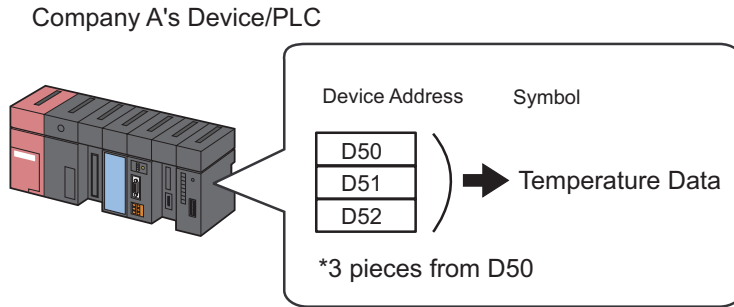 Company A's Device/PLC
Device Address Symbol
D50
D51
D52
Temperature Data
*3 pieces from D50